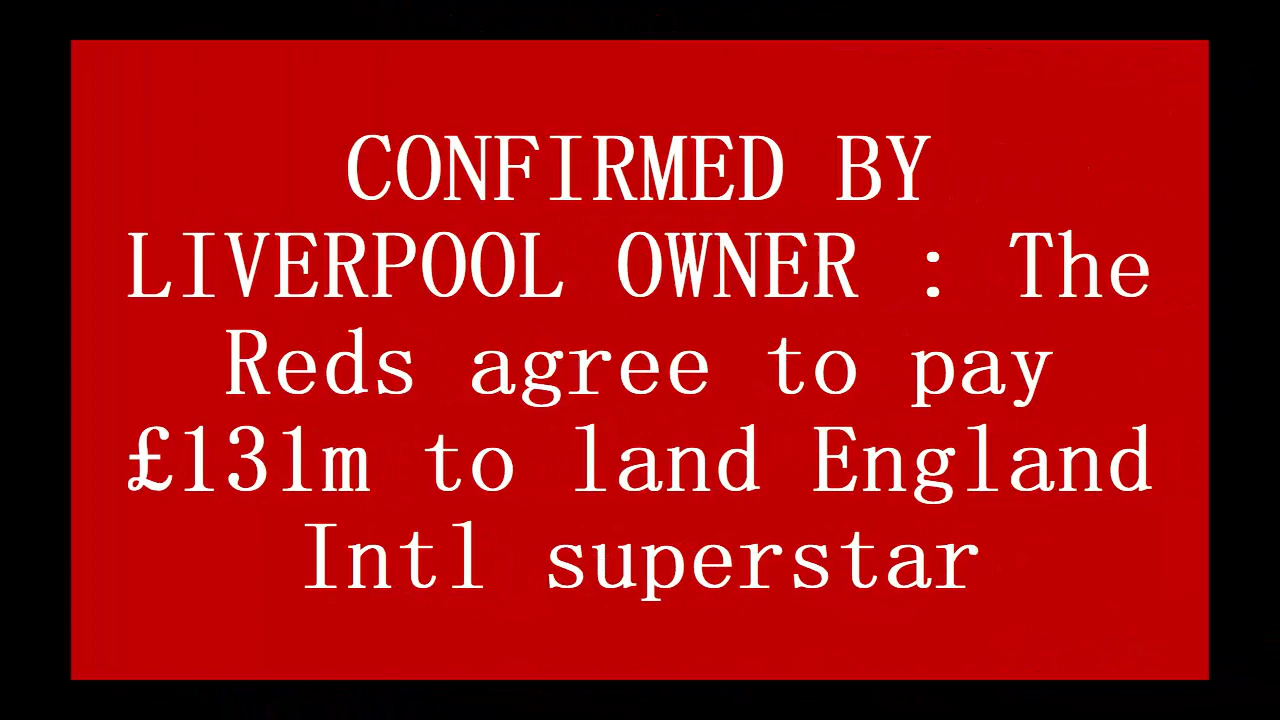 CONFIRMED BY
LIVERPOOL OWNER : The
Reds agree to pay
£131m to land England
Intl superstar